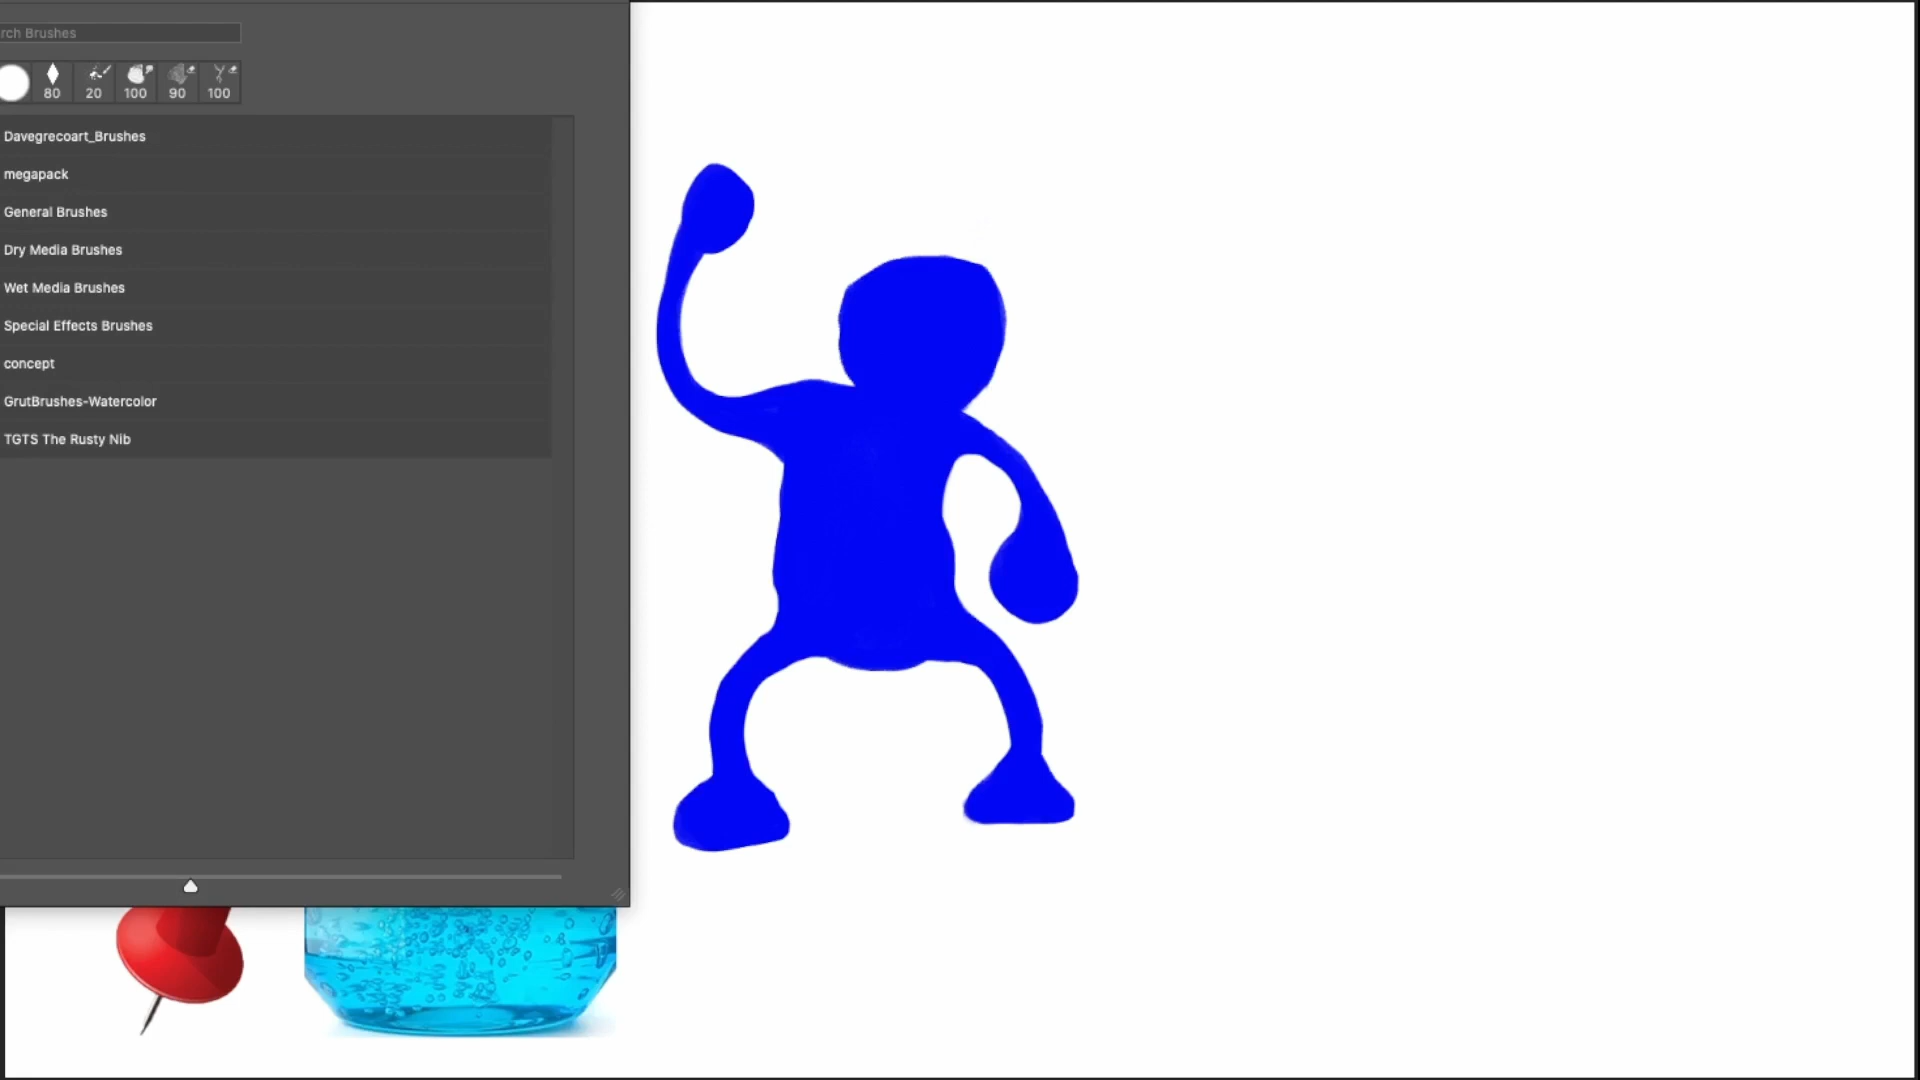 rch Brushes
80 20 100 90 100
Davegrecoart_Brushes
megapack
General Brushes
Dry Media Brushes
Wet Media Brushes
Special Effects Brushes
concept
GrutBrushes-Watercolor
TGTS The Rusty Nib